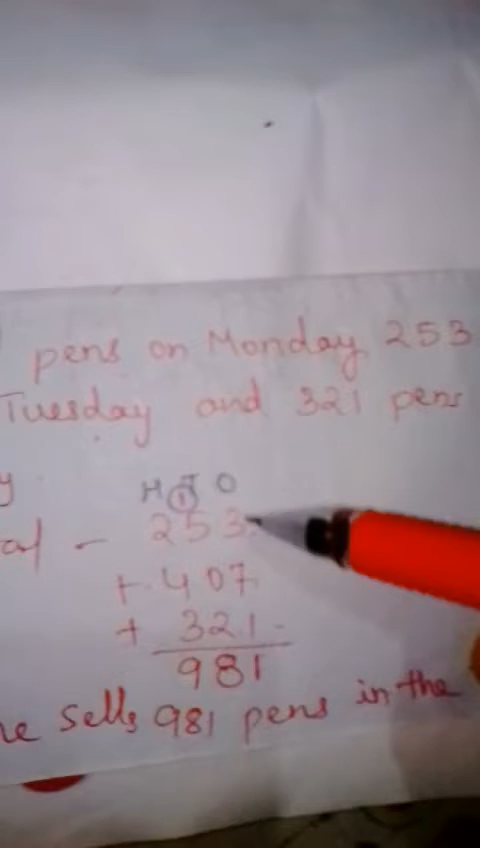 pens on Monday 253
Tuesday and 321 pens
y
H T O
1
- 253
+ 407
+ 321
981
sells 981 pens in the